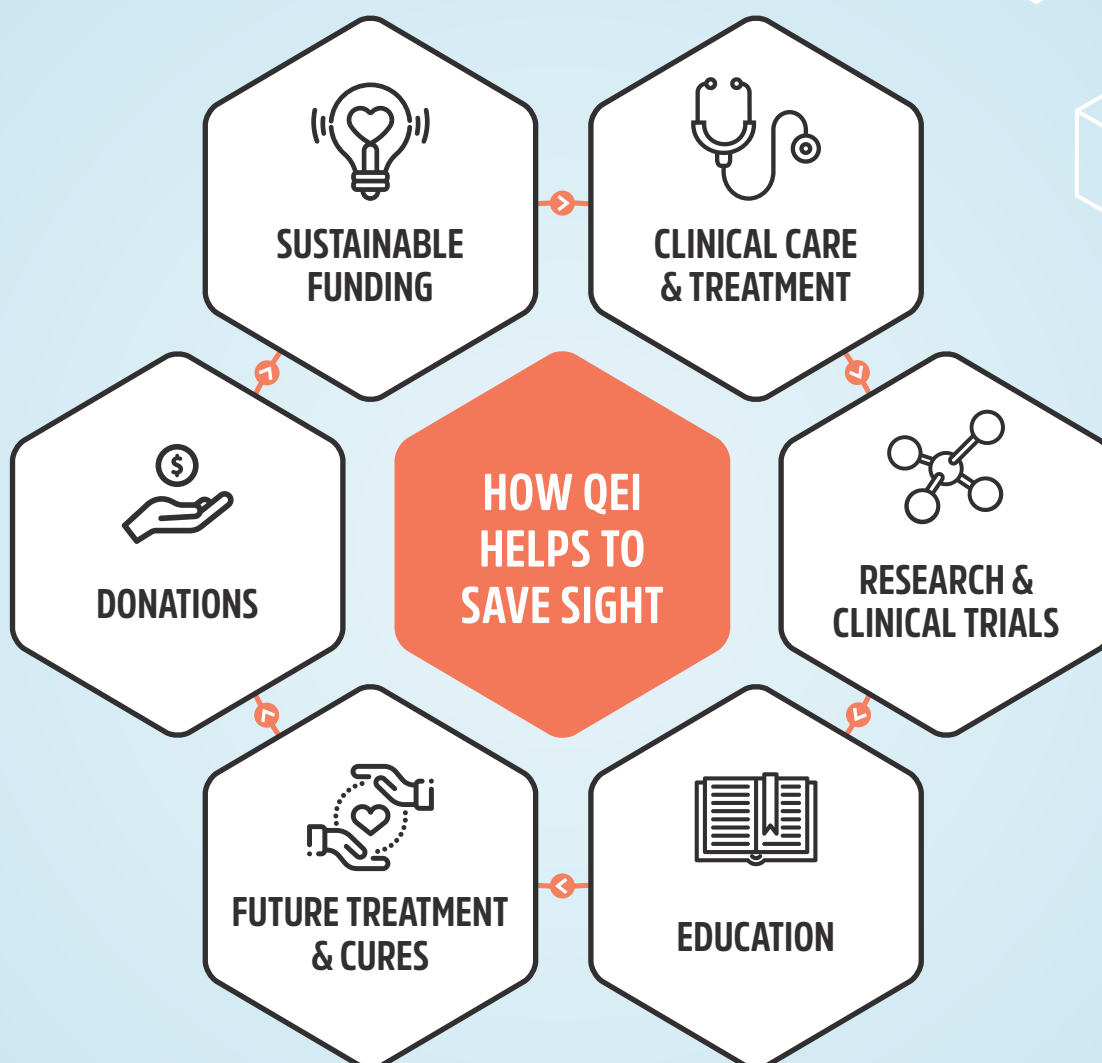 SUSTAINABLE
FUNDING
CLINICAL CARE
& TREATMENT
DONATIONS
$
HOW QEI
HELPS TO
SAVE SIGHT
RESEARCH &
CLINICAL TRIALS
FUTURE TREATMENT
& CURES
EDUCATION